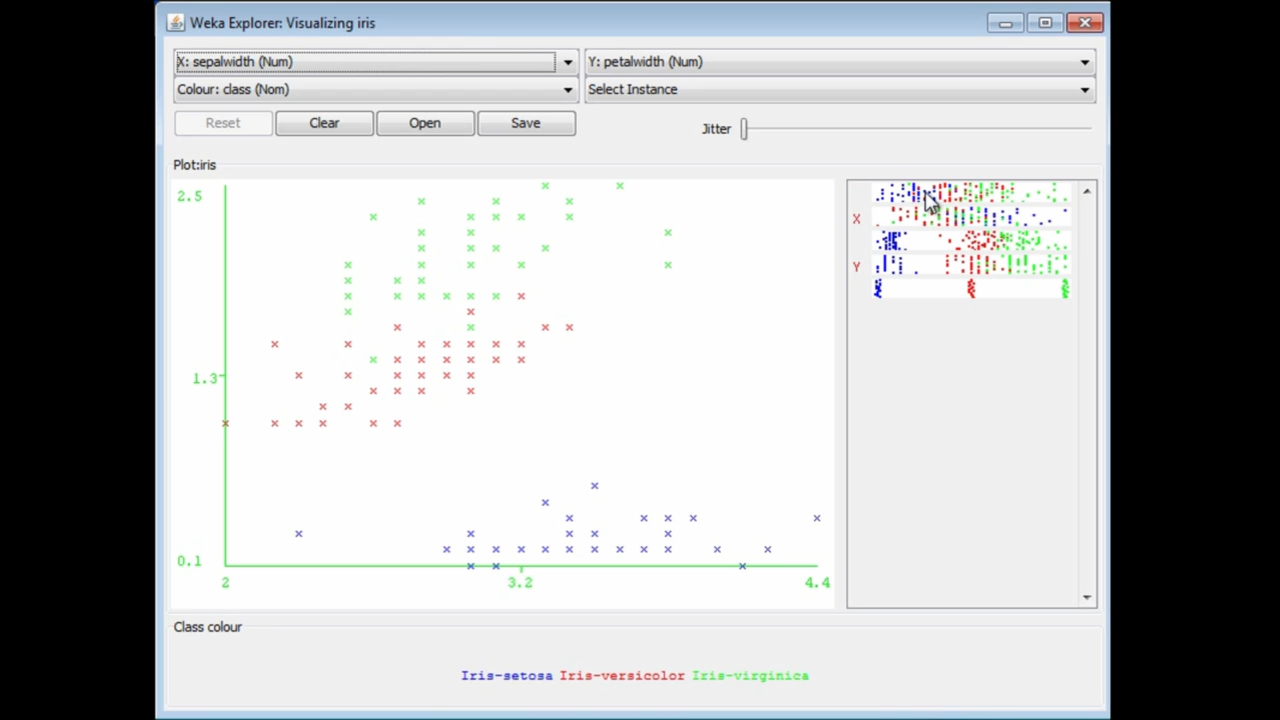 Weka Explorer: Visualizing iris
X: sepalwidth (Num) Y: petalwidth (Num)
Colour: class (Nom) Select Instance
Reset Clear Open Save Jitter
Plot:iris
2.5
1.3
0.1
2 3.2 4.4
X
Y
Class colour
Iris-setosa Iris-versicolor Iris-virginica